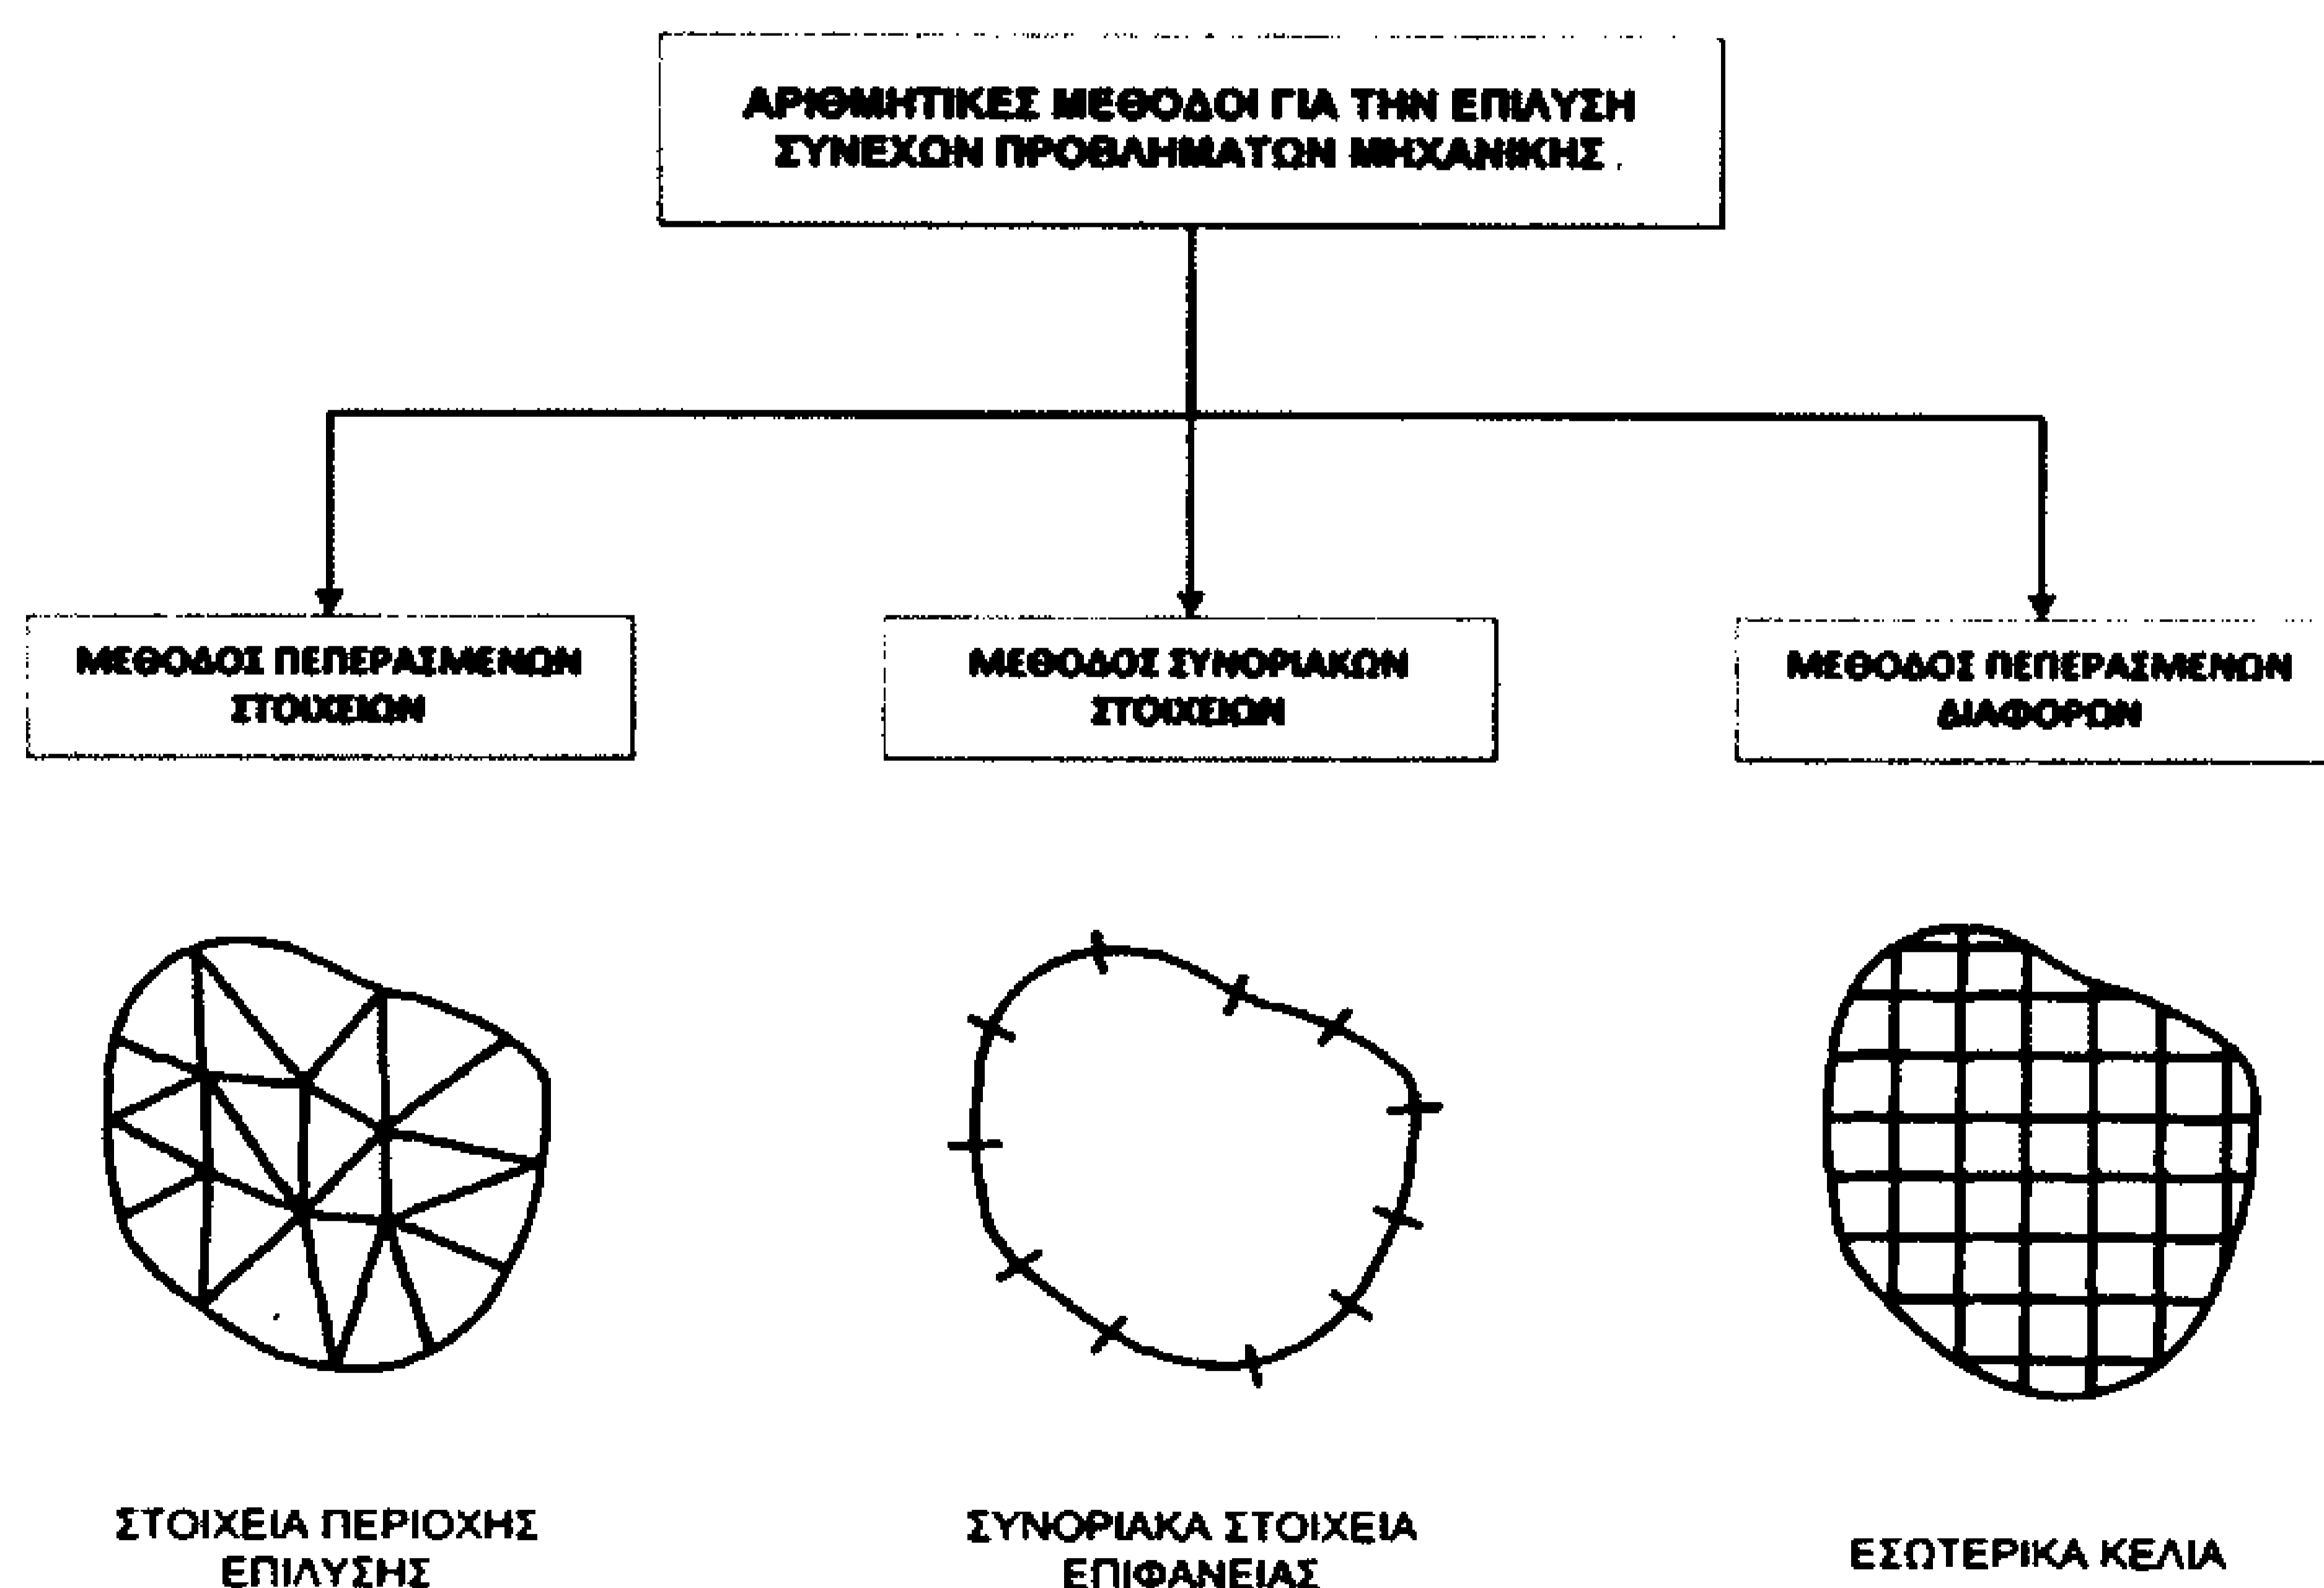 ΑΡΙΘΜΗΤΙΚΕΣ ΜΕΘΟΔΟΙ ΓΙΑ ΤΗΝ ΕΠΙΛΥΣΗ
ΣΥΝΕΧΩΝ ΠΡΟΒΛΗΜΑΤΩΝ ΜΗΧΑΝΙΚΗΣ
ΜΕΘΟΔΟΣ ΠΕΠΕΡΑΣΜΕΝΩΝ
ΣΤΟΙΧΕΙΩΝ
ΜΕΘΟΔΟΣ ΣΥΝΟΡΙΑΚΩΝ
ΣΤΟΙΧΕΙΩΝ
ΜΕΘΟΔΟΣ ΠΕΠΕΡΑΣΜΕΝΩΝ
ΔΙΑΦΟΡΩΝ
ΣΤΟΙΧΕΙΑ ΠΕΡΙΟΧΗΣ
ΕΠΙΛΥΣΗΣ
ΣΥΝΟΡΙΑΚΑ ΣΤΟΙΧΕΙΑ
ΕΠΙΦΑΝΕΙΑΣ
ΕΣΩΤΕΡΙΚΑ ΚΕΛΙΑ